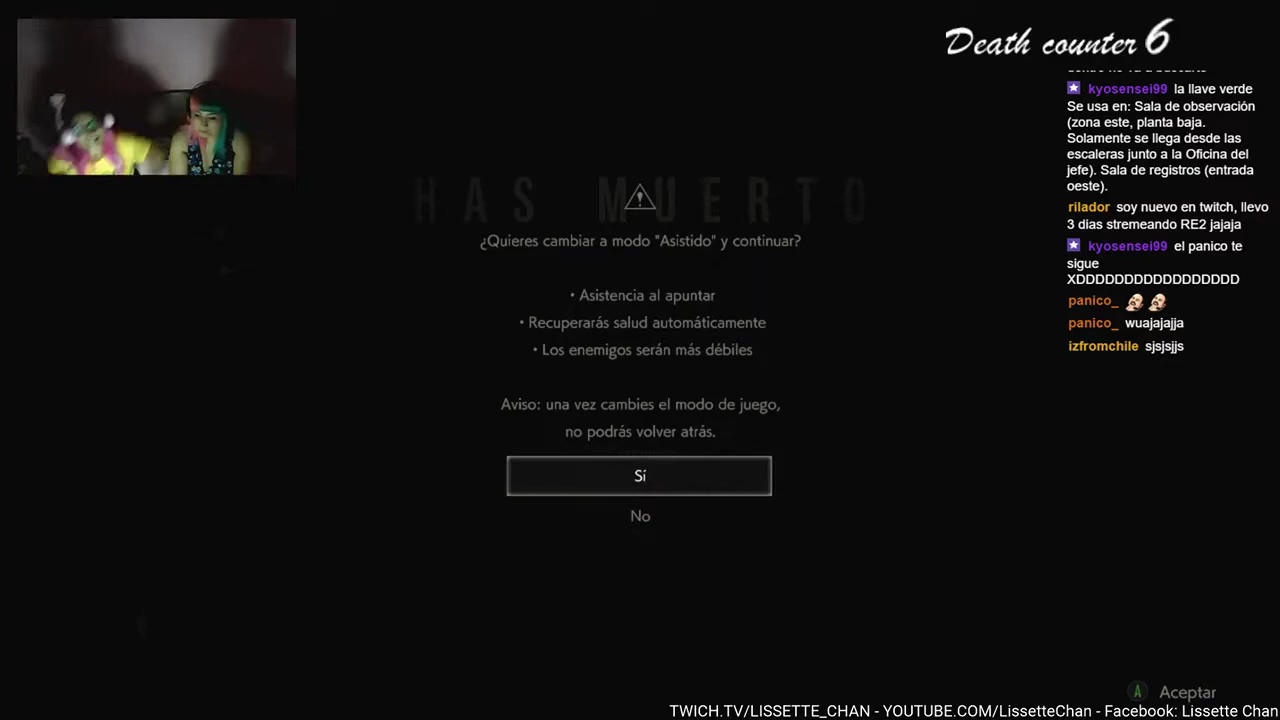 Death counter 6
kyosensei99 la llave verde
Se usa en: Sala de observación
(zona este, planta baja.
Solamente se llega desde las
escaleras junto a la Oficina del
jefe). Sala de registros (entrada
oeste).
rilador soy nuevo en twitch, llevo
3 dias stremeando RE2 jajaja
kyosensei99 el panico te
sigue
XDDDDDDDDDDDDDDDDD
panico_
panico_ wuajajajja
izfromchile sjsjsjjs
HAS MUERTO
¿Quieres cambiar a modo "Asistido" y continuar?
• Asistencia al apuntar
• Recuperarás salud automáticamente
• Los enemigos serán más débiles
Aviso: una vez cambies el modo de juego,
no podrás volver atrás.
Sí
No
A Aceptar
TWICH.TV/LISSETTE_CHAN - YOUTUBE.COM/LissetteChan - Facebook: Lissette Chan